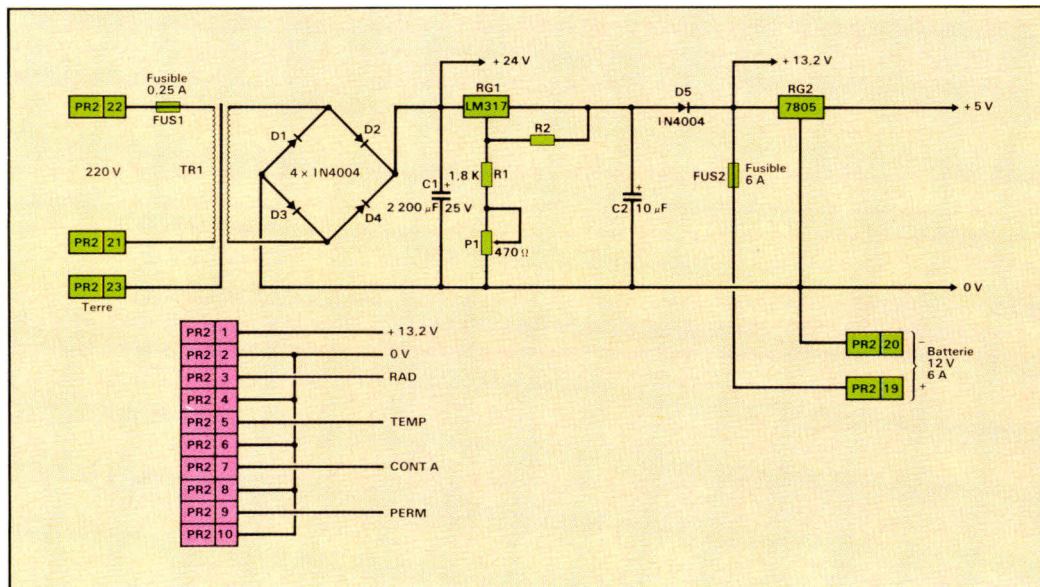 + 24 V
+ 13.2 V
Fusible
0.25 A
FUS1
PR2 22
RG1
LM317
D5
IN4004
RG2
7805
+ 5 V
D1
D2
R2
220 V
TR1
4 × IN4004
1.8 K
R1
FUS2
Fusible
6 A
C1
+
2 200 µF
25 V
+
C2
10 µF
D3
D4
P1
470 Ω
PR2 21
PR2 23
Terre
0 V
PR2 1
+ 13.2 V
PR2 2
0 V
PR2 3
RAD
PR2 4
PR2 5
TEMP
PR2 6
PR2 7
CONT A
PR2 8
PR2 9
PERM
PR2 10
PR2 20
−
Batterie
12 V
6 A
PR2 19
+